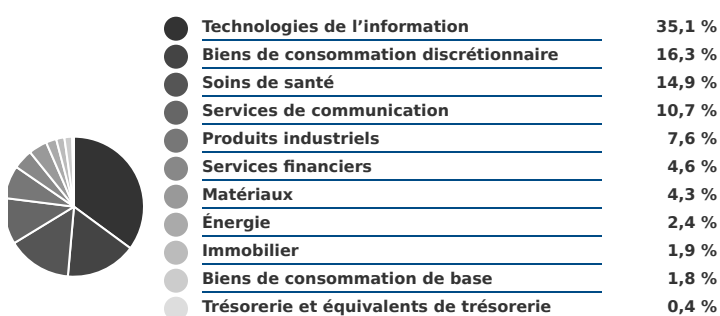 Technologies de l’information 35,1 %
Biens de consommation discrétionnaire 16,3 %
Soins de santé 14,9 %
Services de communication 10,7 %
Produits industriels 7,6 %
Services financiers 4,6 %
Matériaux 4,3 %
Énergie 2,4 %
Immobilier 1,9 %
Biens de consommation de base 1,8 %
Trésorerie et équivalents de trésorerie 0,4 %